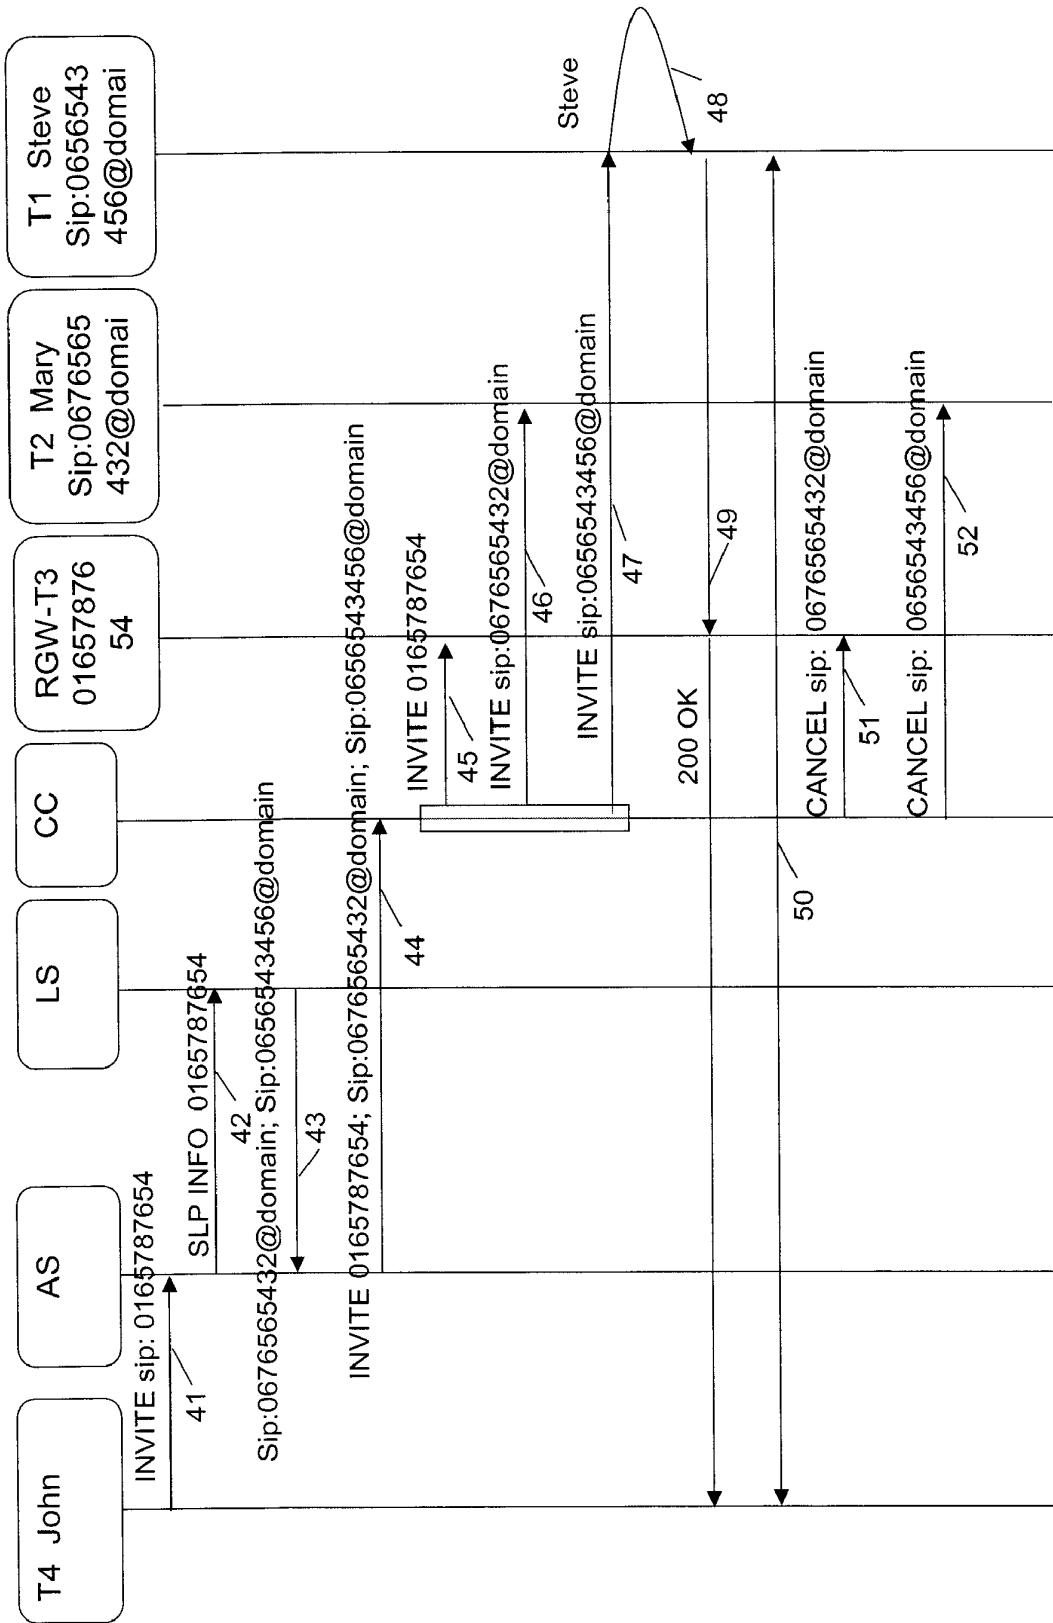 T4 John
AS
LS
CC
RGW-T3
01657876
54
T2 Mary
Sip:0676565
432@domai
T1 Steve
Sip:0656543
456@domai
INVITE sip: 0165787654
41
SLP INFO 0165787654
42
Sip:0676565432@domain; Sip:0656543456@domain
43
INVITE 0165787654; Sip:0676565432@domain; Sip:0656543456@domain
44
INVITE 0165787654
45
INVITE sip:0676565432@domain
46
INVITE sip:0656543456@domain
47
Steve
48
200 OK
49
50
CANCEL sip: 0676565432@domain
51
CANCEL sip: 0656543456@domain
52